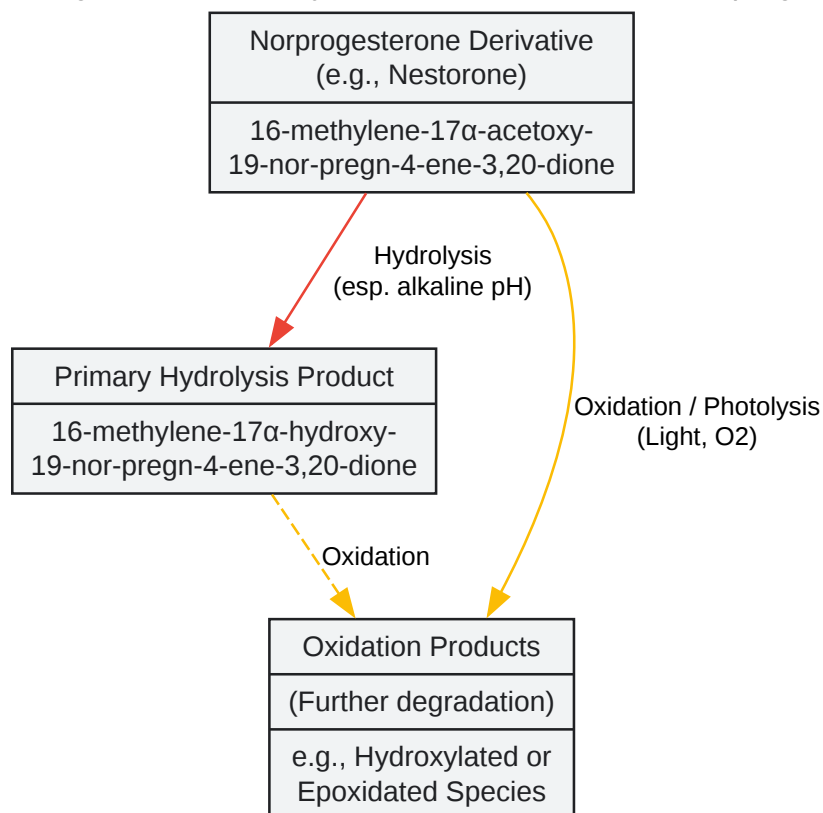 Norprogesterone Derivative
(e.g., Nestorone)
16-methylene-17α-acetoxy-
19-nor-pregn-4-ene-3,20-dione
Hydrolysis
(esp. alkaline pH)
Primary Hydrolysis Product
16-methylene-17α-hydroxy-
19-nor-pregn-4-ene-3,20-dione
Oxidation / Photolysis
(Light, O2)
Oxidation
Oxidation Products
(Further degradation)
e.g., Hydroxylated or
Epoxidated Species